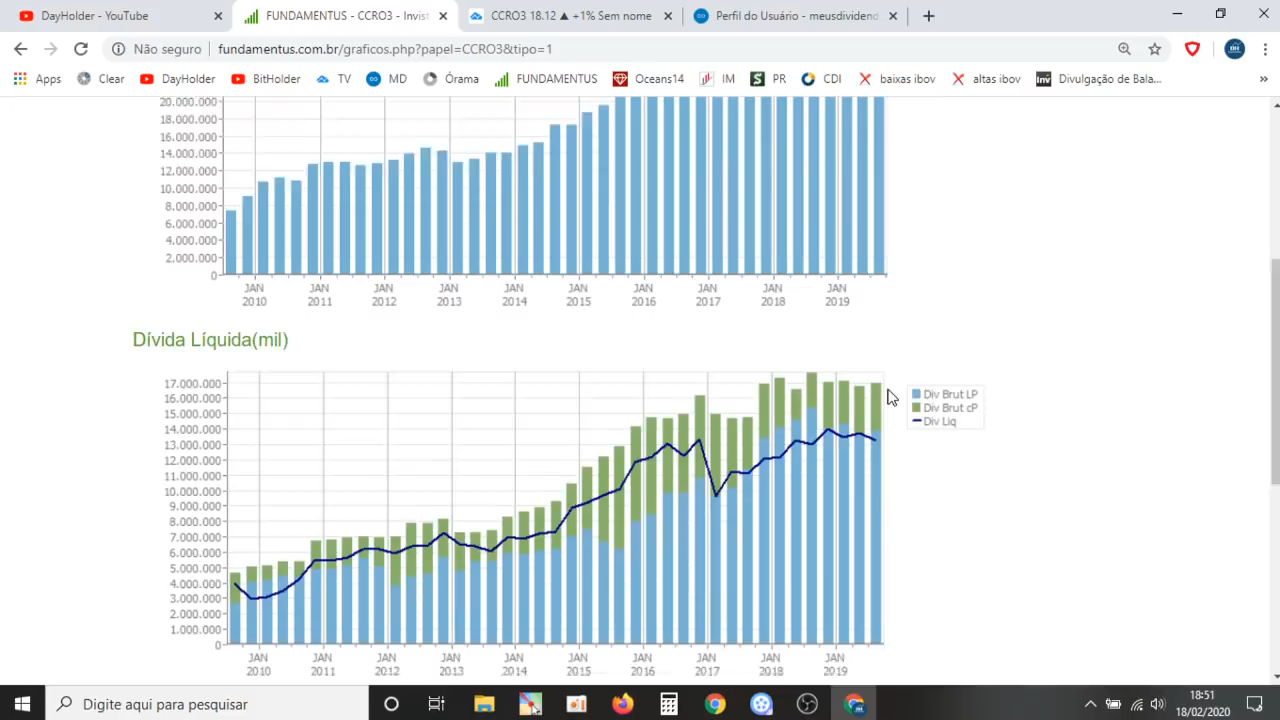 DayHolder - YouTube
FUNDAMENTUS - CCRO3 - Invist
CCRO3 18.12 ▲ +1% Sem nome
Perfil do Usuário - meusdividend
Não seguro
fundamentus.com.br/graficos.php?papel=CCRO3&tipo=1
Apps
Clear
DayHolder
BitHolder
TV
MD
Órama
FUNDAMENTUS
Oceans14
IM
PR
CDI
baixas ibov
altas ibov
Divulgação de Bala...
»
20.000.000
18.000.000
16.000.000
14.000.000
12.000.000
10.000.000
8.000.000
6.000.000
4.000.000
2.000.000
0
JAN JAN JAN JAN JAN JAN JAN JAN JAN JAN
2010 2011 2012 2013 2014 2015 2016 2017 2018 2019
Dívida Líquida(mil)
17.000.000
16.000.000
15.000.000
14.000.000
13.000.000
12.000.000
11.000.000
10.000.000
9.000.000
8.000.000
7.000.000
6.000.000
5.000.000
4.000.000
3.000.000
2.000.000
1.000.000
0
Div Brut LP
Div Brut cP
Div Liq
JAN JAN JAN JAN JAN JAN JAN JAN JAN JAN
2010 2011 2012 2013 2014 2015 2016 2017 2018 2019
Digite aqui para pesquisar
18:51
18/02/2020